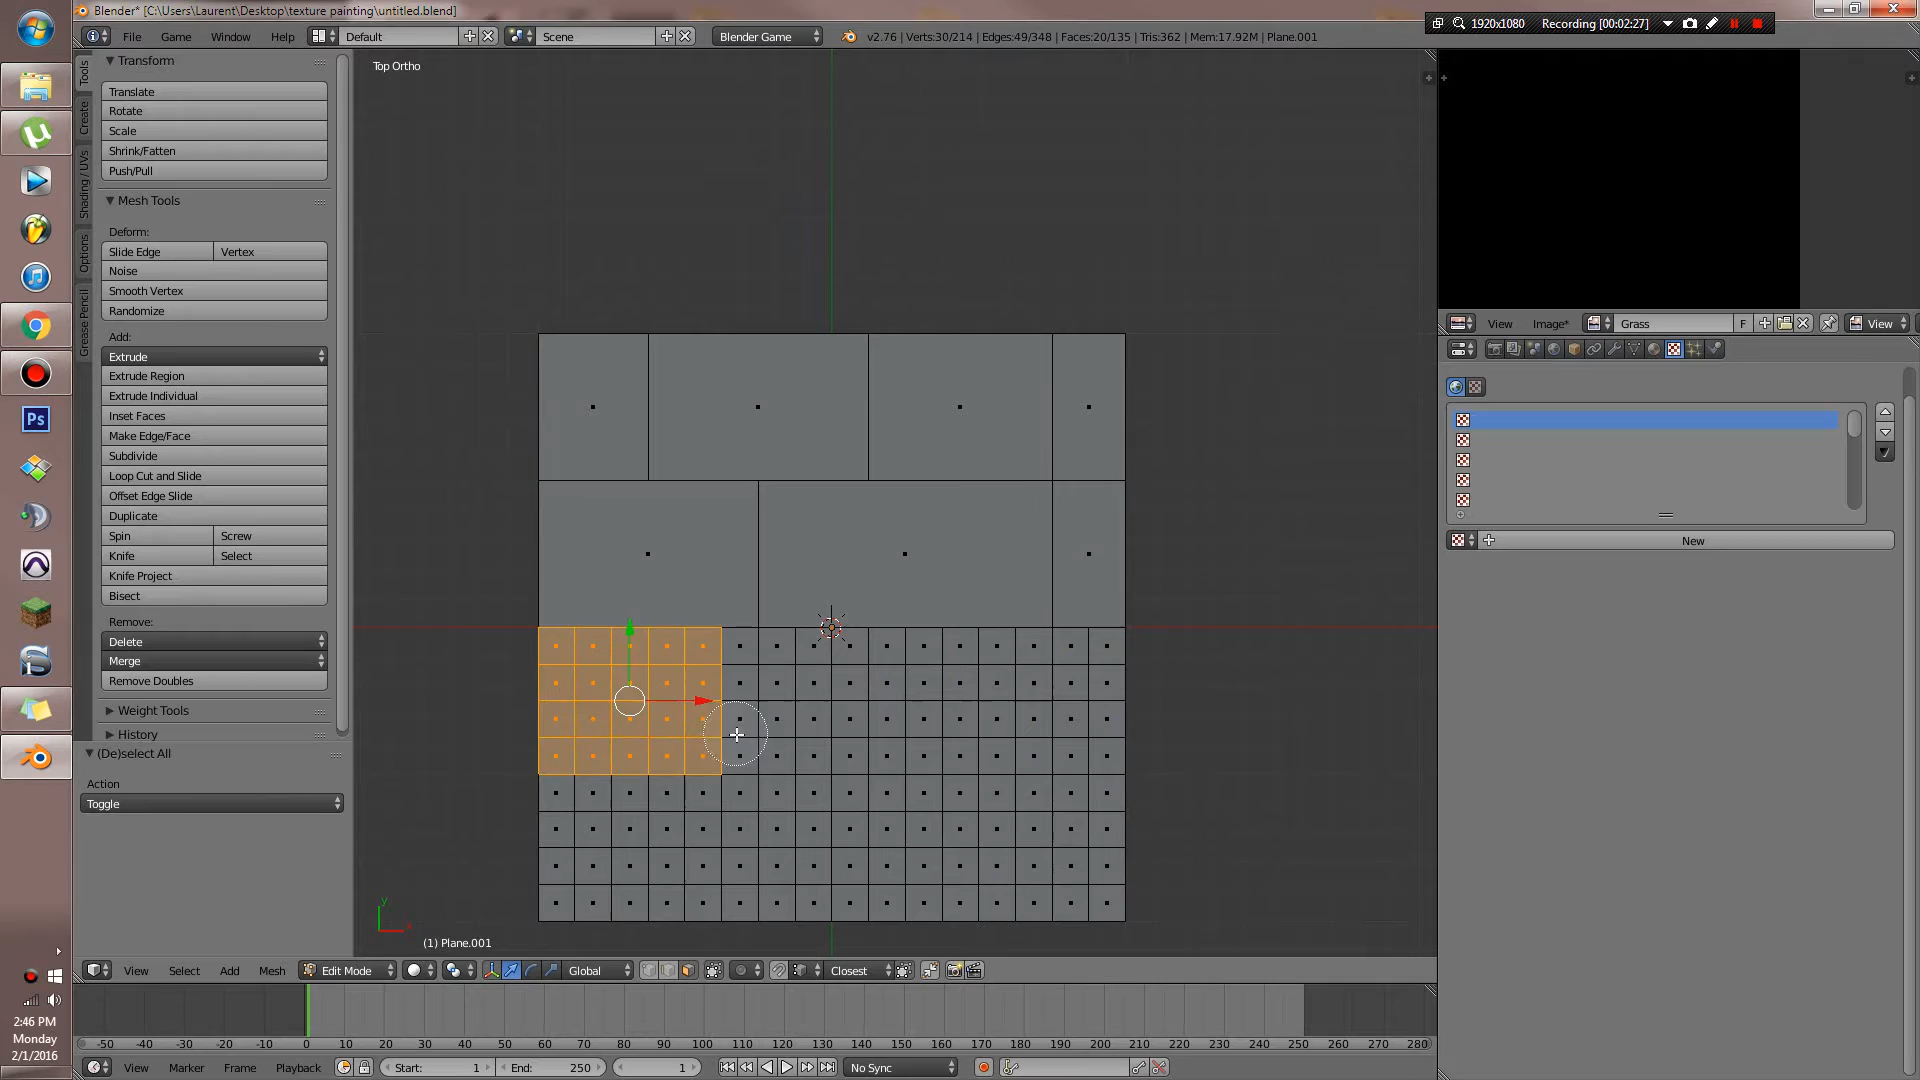 Blender* [C:\Users\Laurent\Desktop\texture painting\untitled.blend]
1920x1080 Recording [00:02:27]
File Game Window Help Default Scene Blender Game v2.76 | Verts:30/214 | Edges:49/348 | Faces:20/135 | Tris:362 | Mem:17.92M | Plane.001
Tools
Create
Shading / UVs
Options
Grease Pencil
Transform
Translate
Rotate
Scale
Shrink/Fatten
Push/Pull
Mesh Tools
Deform:
Slide Edge Vertex
Noise
Smooth Vertex
Randomize
Add:
Extrude
Extrude Region
Extrude Individual
Inset Faces
Make Edge/Face
Subdivide
Loop Cut and Slide
Offset Edge Slide
Duplicate
Spin Screw
Knife Select
Knife Project
Bisect
Remove:
Delete
Merge
Remove Doubles
Weight Tools
History
(De)select All
Action
Toggle
Top Ortho
y
x
(1) Plane.001
View Image* Grass F View
New
Ps
View Select Add Mesh Edit Mode Global Closest
-50 -40 -30 -20 -10 0 10 20 30 40 50 60 70 80 90 100 110 120 130 140 150 160 170 180 190 200 210 220 230 240 250 260 270 280
View Marker Frame Playback Start: 1 End: 250 1 No Sync
2:46 PM
Monday
2/1/2016